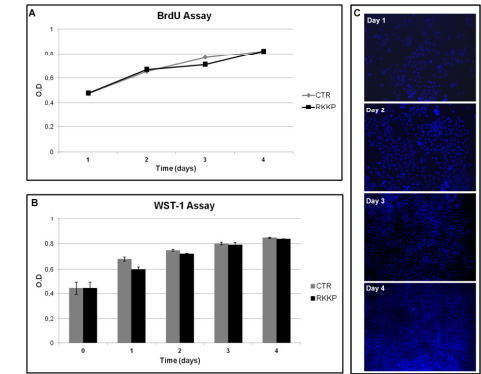 A
BrdU Assay
1
0,8
0,6
0,4
0,2
0
O.D
1 2 3 4
Time (days)
CTR
RKKP
B
WST-1 Assay
1
0,8
0,6
0,4
0,2
0
O.D
0 1 2 3 4
Time (days)
CTR
RKKP
C
Day 1
Day 2
Day 3
Day 4